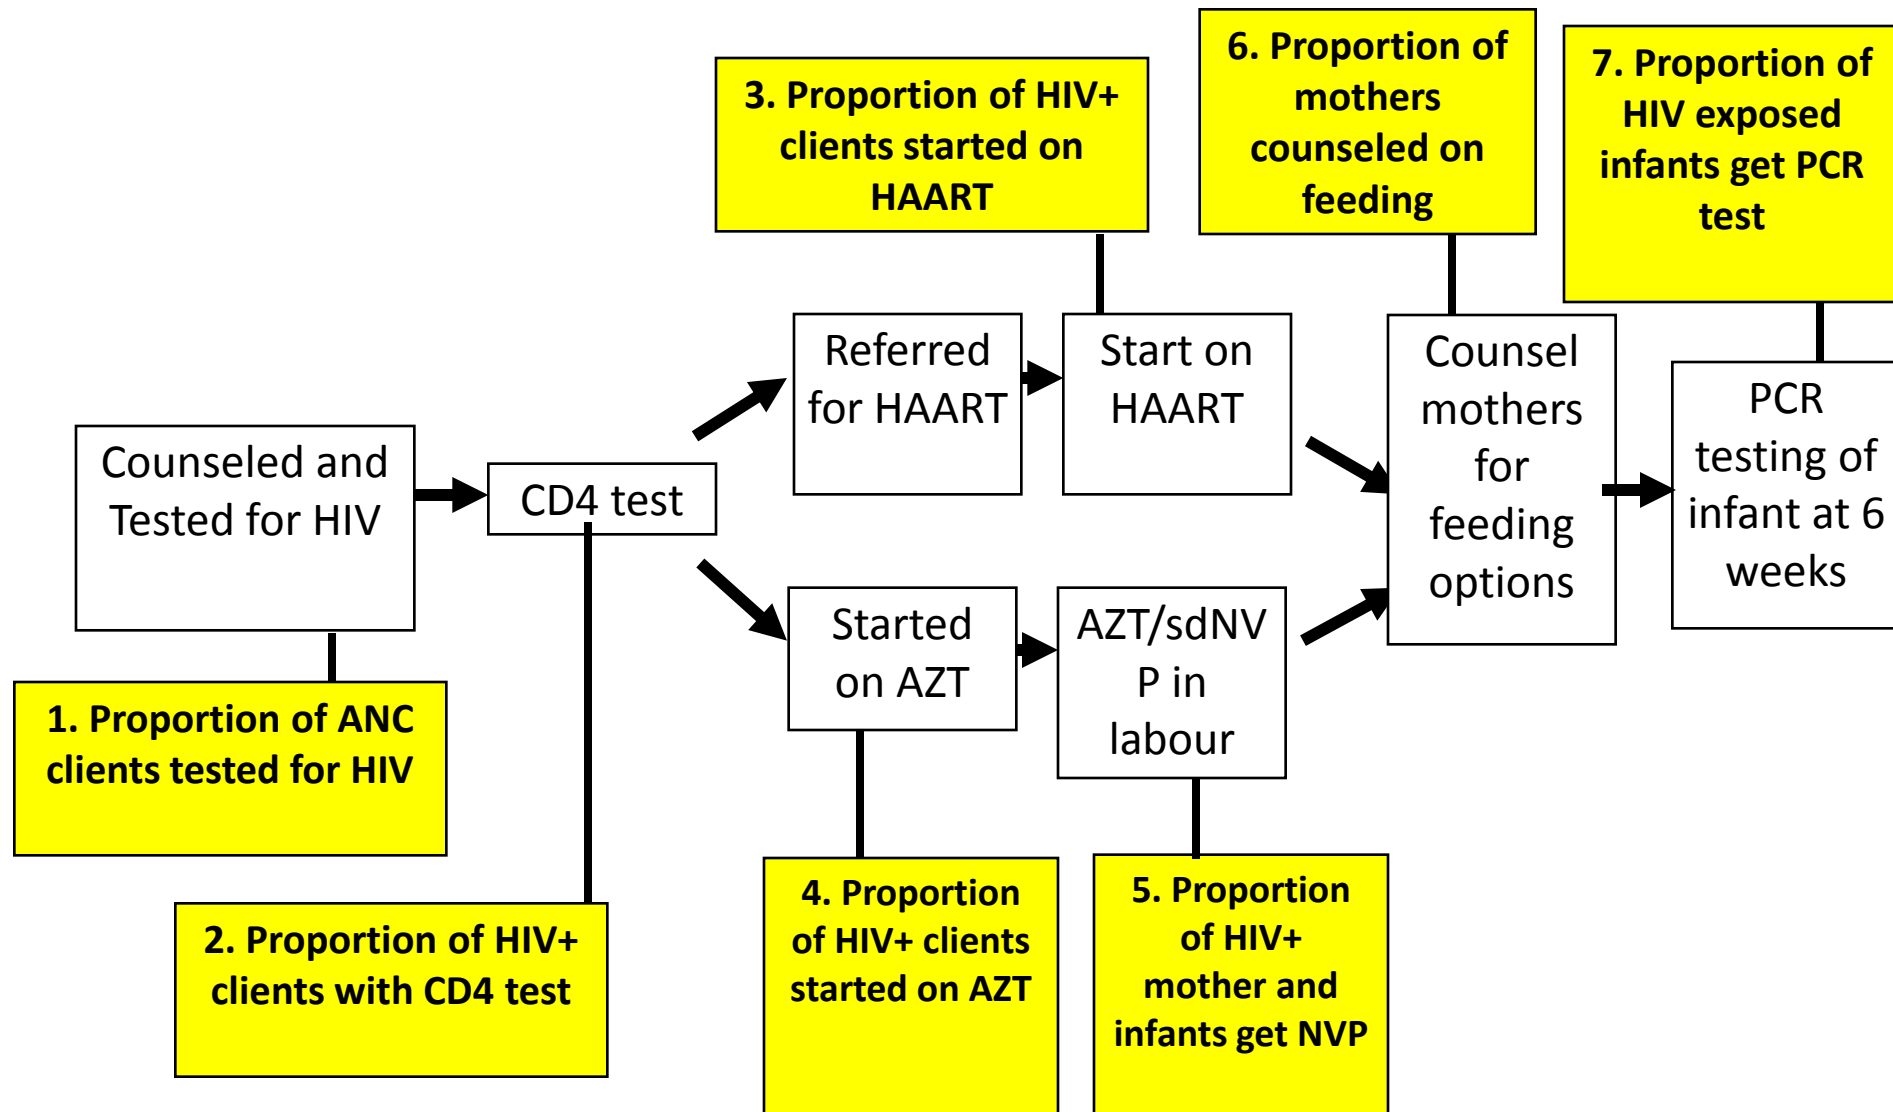 3. Proportion of HIV+
clients started on
HAART
6. Proportion of
mothers
counseled on
feeding
7. Proportion of
HIV exposed
infants get PCR
test
Counseled and
Tested for HIV
CD4 test
Referred
for HAART
Start on
HAART
Counsel
mothers
for
feeding
options
PCR
testing of
infant at 6
weeks
Started
on AZT
AZT/sdNV
P in
labour
1. Proportion of ANC
clients tested for HIV
2. Proportion of HIV+
clients with CD4 test
4. Proportion
of HIV+ clients
started on AZT
5. Proportion
of HIV+
mother and
infants get NVP